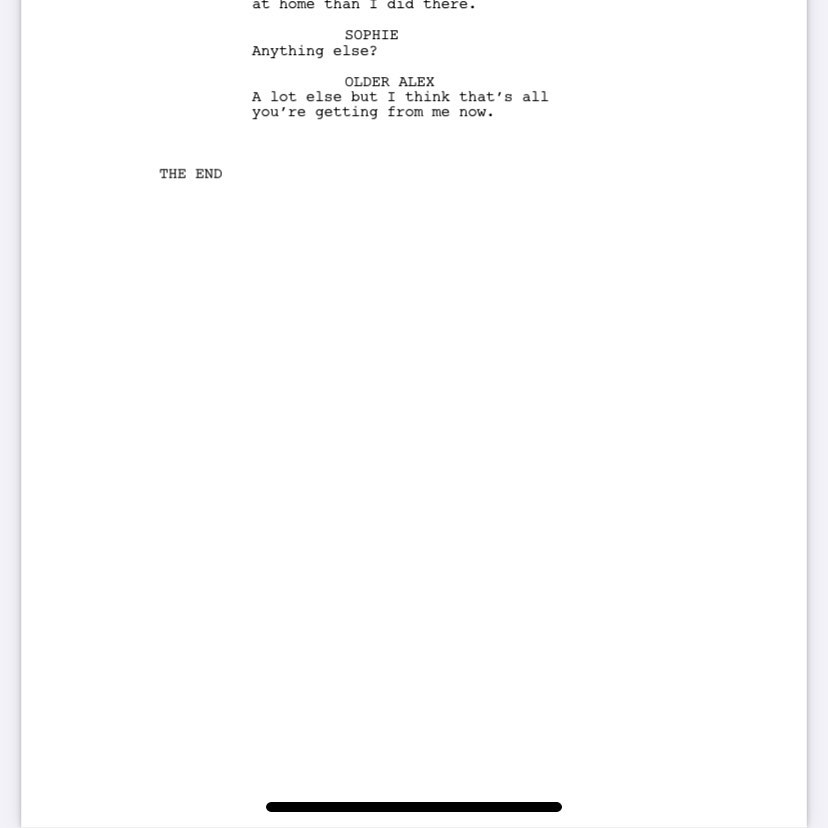 at home than I did there.
SOPHIE
Anything else?
OLDER ALEX
A lot else but I think that's all
you're getting from me now.
THE END